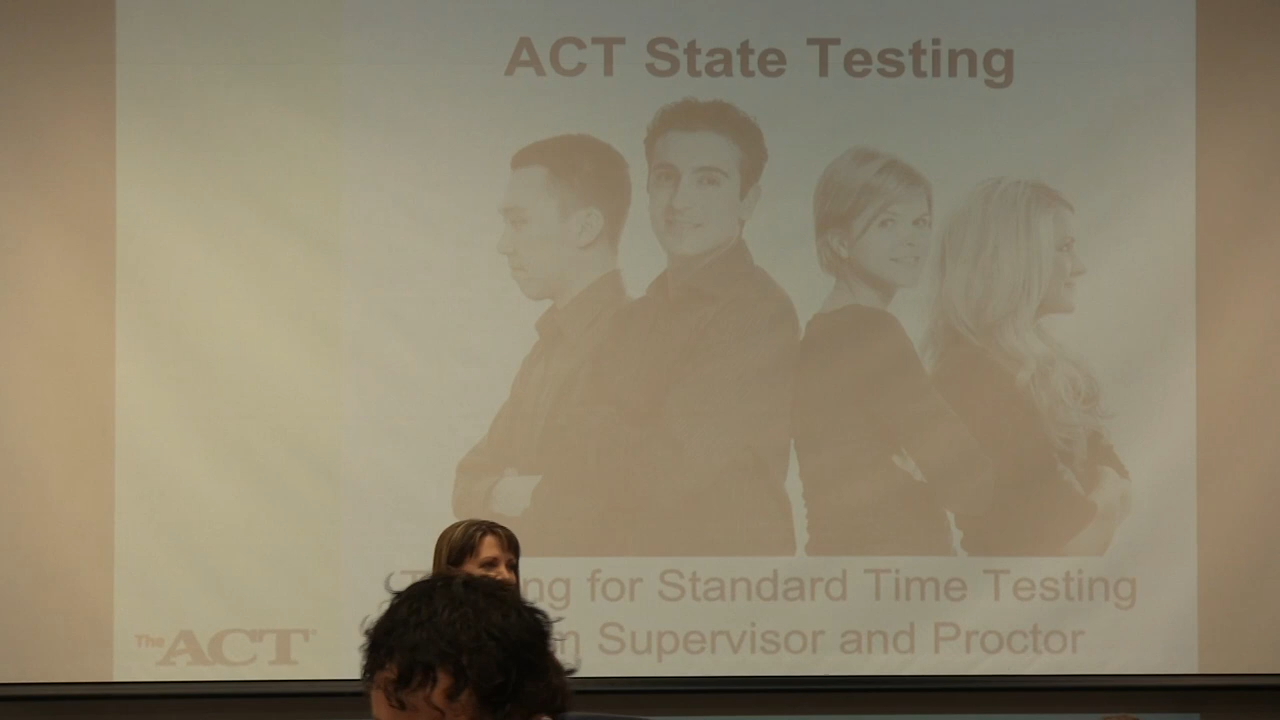 ACT State Testing
ng for Standard Time Testing
m Supervisor and Proctor
The ACT